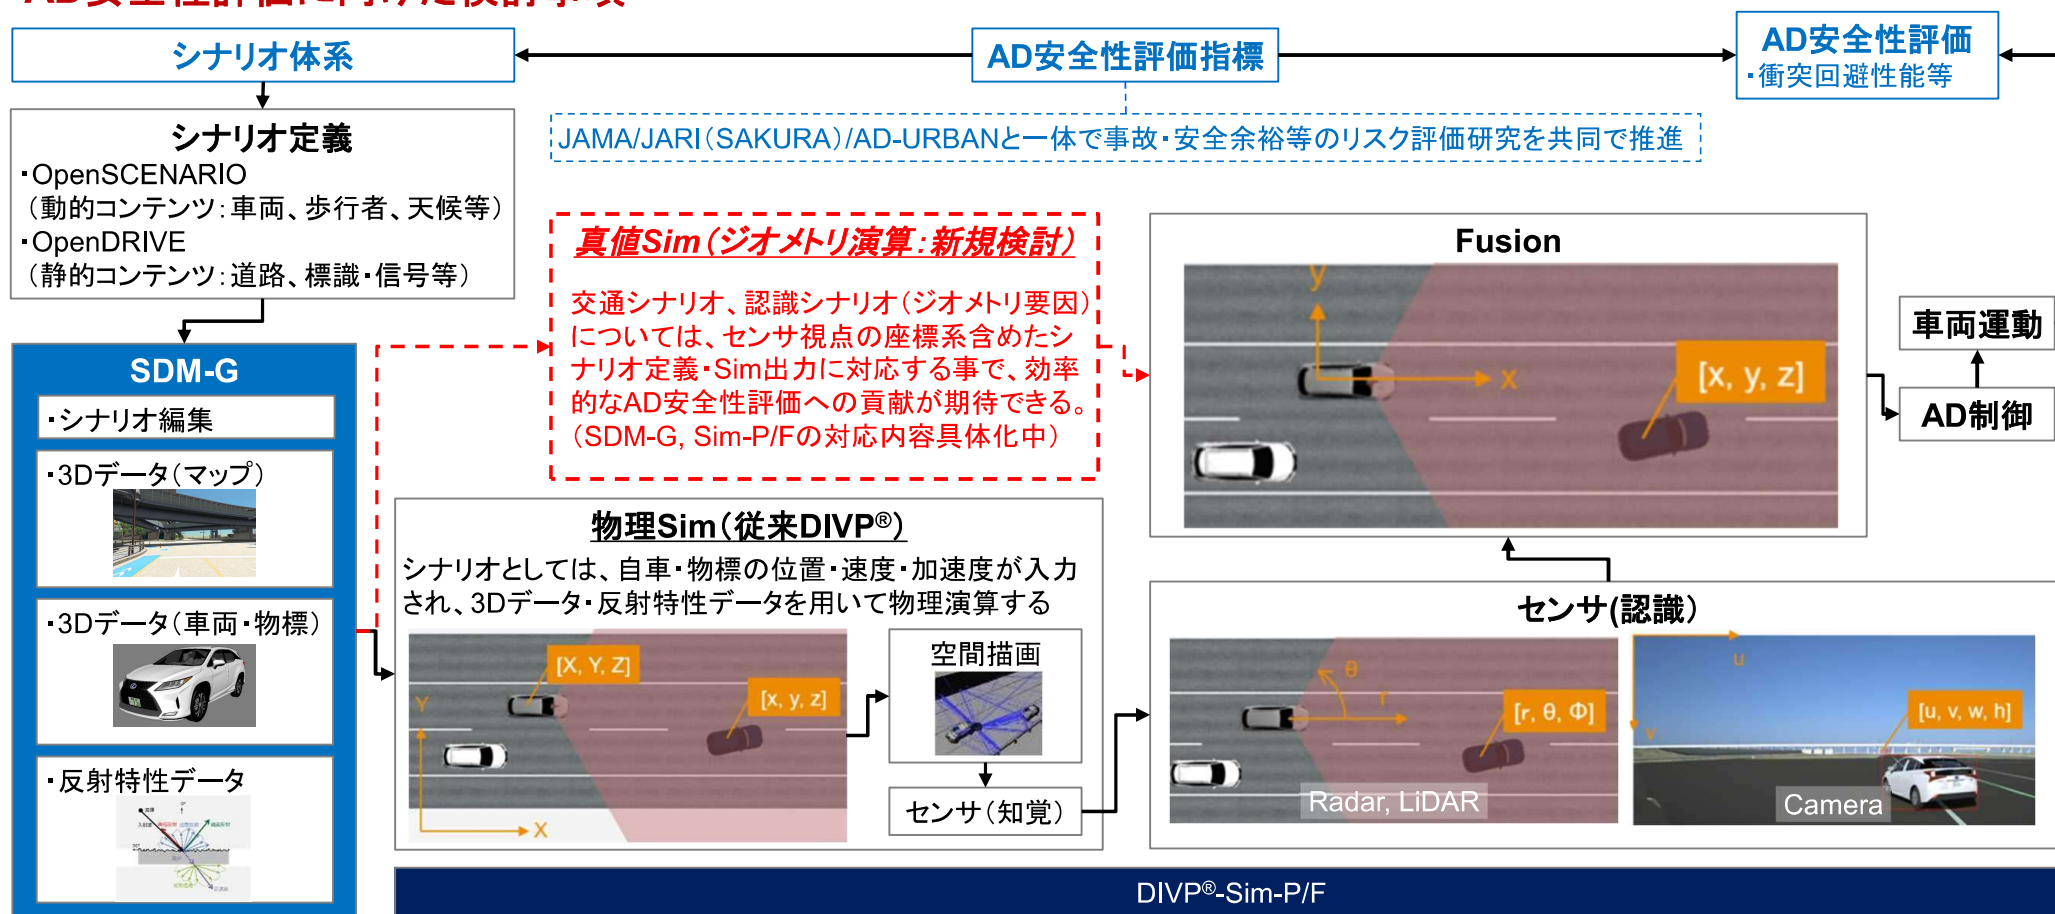 シナリオ体系
AD安全性評価指標
AD安全性評価
・衝突回避性能等
JAMA/JARI(SAKURA)/AD-URBANと一体で事故・安全余裕等のリスク評価研究を共同で推進
シナリオ定義
・OpenSCENARIO
（動的コンテンツ：車両、歩行者、天候等）
・OpenDRIVE
（静的コンテンツ：道路、標識・信号等）
SDM-G
・シナリオ編集
・3Dデータ（マップ）
・3Dデータ（車両・物標）
・反射特性データ
真値Sim（ジオメトリ演算：新規検討）
交通シナリオ、認識シナリオ（ジオメトリ要因）
については、センサ視点の座標系含めたシ
ナリオ定義・Sim出力に対応する事で、効率
的なAD安全性評価への貢献が期待できる。
（SDM-G, Sim-P/Fの対応内容具体化中）
物理Sim（従来DIVP®）
シナリオとしては、自車・物標の位置・速度・加速度が入力
され、3Dデータ・反射特性データを用いて物理演算する
[X, Y, Z]
[x, y, z]
Y
X
空間描画
センサ（知覚）
Fusion
y
x
[x, y, z]
車両運動
AD制御
センサ(認識）
θ
r
[r, θ, Φ]
Radar, LiDAR
u
v
[u, v, w, h]
Camera
DIVP®-Sim-P/F